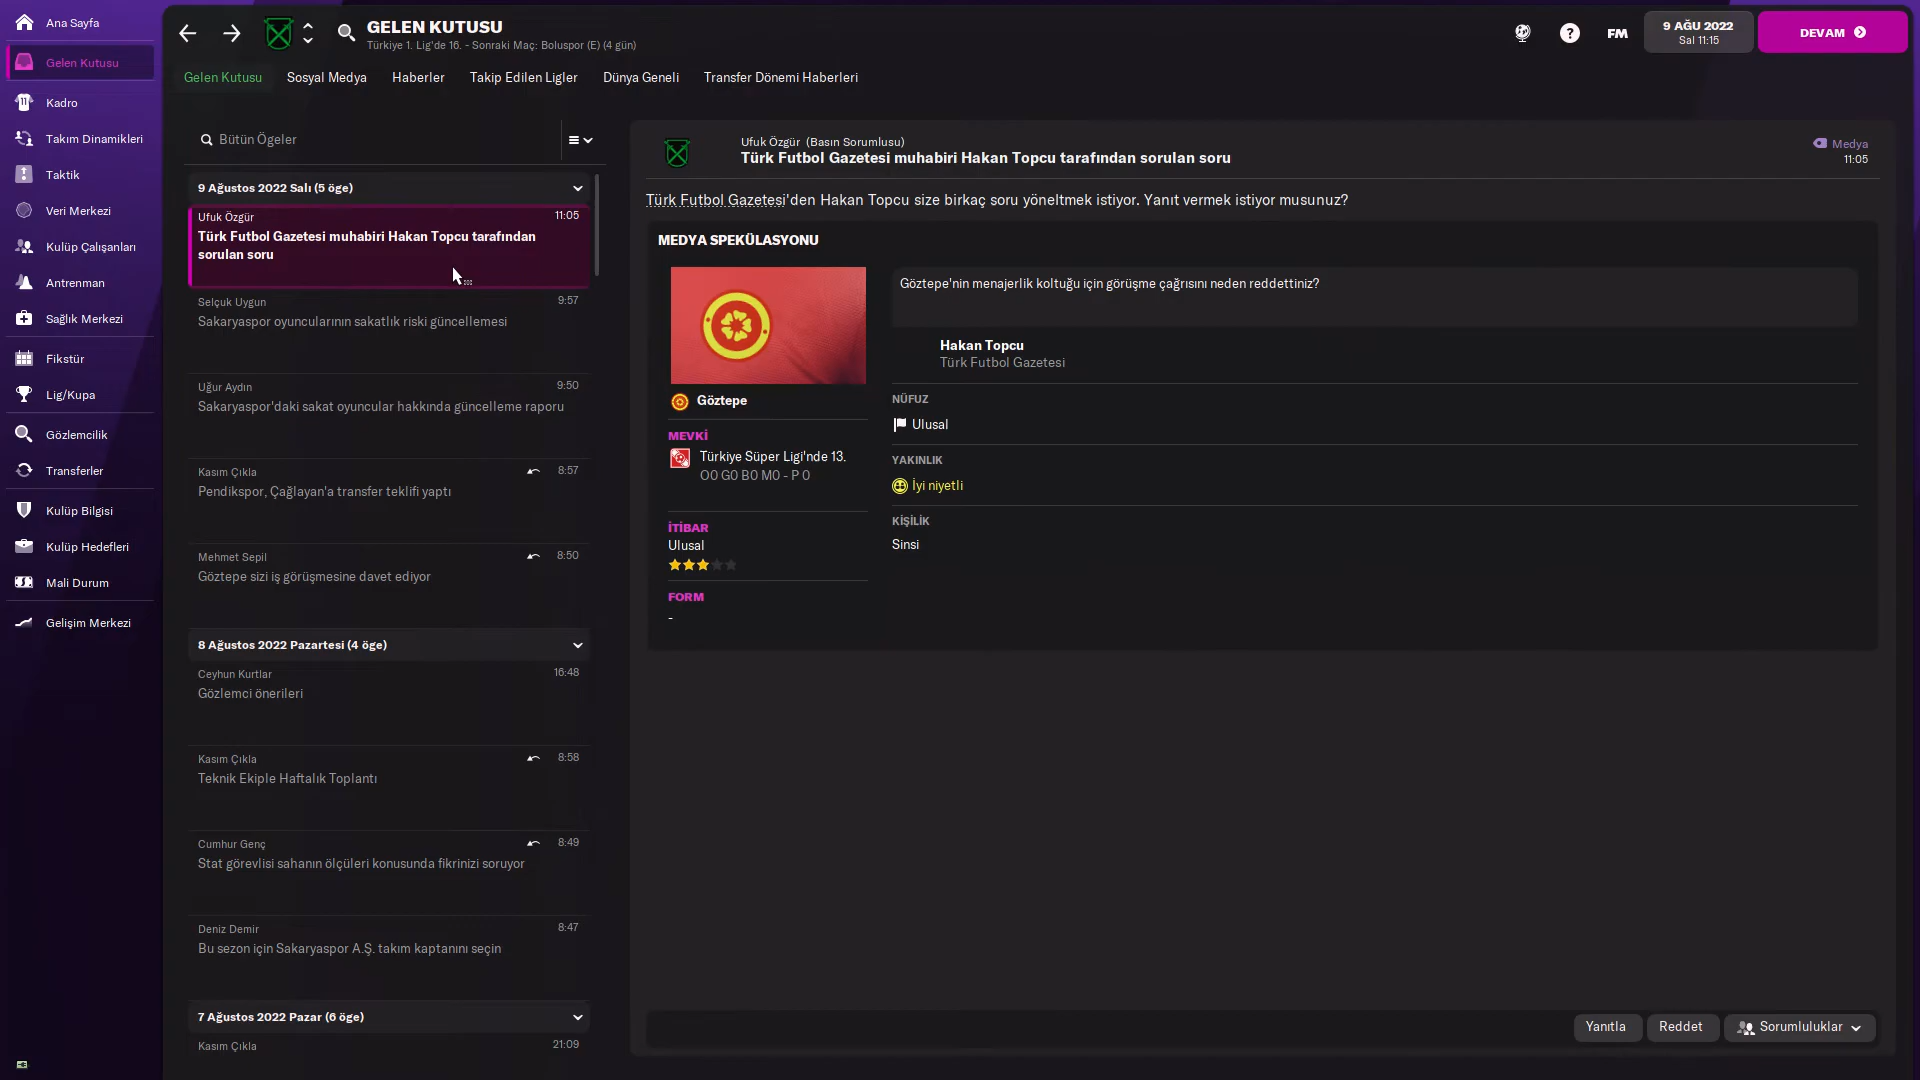 Ana Sayfa
Gelen Kutusu
Kadro
Takım Dinamikleri
Taktik
Veri Merkezi
Kulüp Çalışanları
Antrenman
Sağlık Merkezi
Fikstür
Lig/Kupa
Gözlemcilik
Transferler
Kulüp Bilgisi
Kulüp Hedefleri
Mali Durum
Gelişim Merkezi
GELEN KUTUSU
Türkiye 1. Lig'de 16. - Sonraki Maç: Boluspor (E) (4 gün)
?
FM
9 AĞU 2022
Sal 11:15
DEVAM
Gelen Kutusu
Sosyal Medya
Haberler
Takip Edilen Ligler
Dünya Geneli
Transfer Dönemi Haberleri
Bütün Ögeler
9 Ağustos 2022 Salı (5 öge)
Ufuk Özgür 11:05
Türk Futbol Gazetesi muhabiri Hakan Topcu tarafından
sorulan soru
Selçuk Uygun 9:57
Sakaryaspor oyuncularının sakatlık riski güncellemesi
Uğur Aydın 9:50
Sakaryaspor'daki sakat oyuncular hakkında güncelleme raporu
Kasım Çıkla 8:57
Pendikspor, Çağlayan'a transfer teklifi yaptı
Mehmet Sepil 8:50
Göztepe sizi iş görüşmesine davet ediyor
8 Ağustos 2022 Pazartesi (4 öge)
Ceyhun Kurtlar 16:48
Gözlemci önerileri
Kasım Çıkla 8:58
Teknik Ekiple Haftalık Toplantı
Cumhur Genç 8:49
Stat görevlisi sahanın ölçüleri konusunda fikrinizi soruyor
Deniz Demir 8:47
Bu sezon için Sakaryaspor A.Ş. takım kaptanını seçin
7 Ağustos 2022 Pazar (6 öge)
Kasım Çıkla 21:09
Ufuk Özgür (Basın Sorumlusu)
Türk Futbol Gazetesi muhabiri Hakan Topcu tarafından sorulan soru
Medya
11:05
Türk Futbol Gazetesi'den Hakan Topcu size birkaç soru yöneltmek istiyor. Yanıt vermek istiyor musunuz?
MEDYA SPEKÜLASYONU
Göztepe
MEVKİ
Türkiye Süper Ligi'nde 13.
O0 G0 B0 M0 - P 0
İTİBAR
Ulusal
FORM
-
Göztepe'nin menajerlik koltuğu için görüşme çağrısını neden reddettiniz?
Hakan Topcu
Türk Futbol Gazetesi
NÜFUZ
Ulusal
YAKINLIK
İyi niyetli
KİŞİLİK
Sinsi
Yanıtla
Reddet
Sorumluluklar